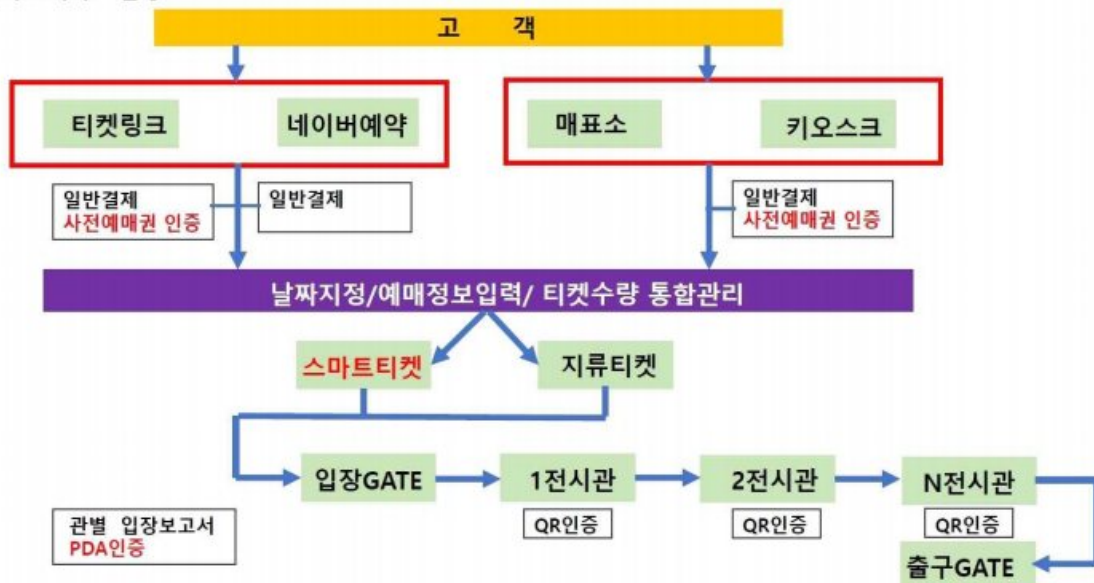 고 객
티켓링크
네이버예약
매표소
키오스크
일반결제
사전예매권 인증
일반결제
일반결제
사전예매권 인증
날짜지정/예매정보입력/ 티켓수량 통합관리
스마트티켓
지류티켓
입장GATE
1전시관
2전시관
N전시관
QR인증
QR인증
QR인증
관별 입장보고서
PDA인증
출구GATE